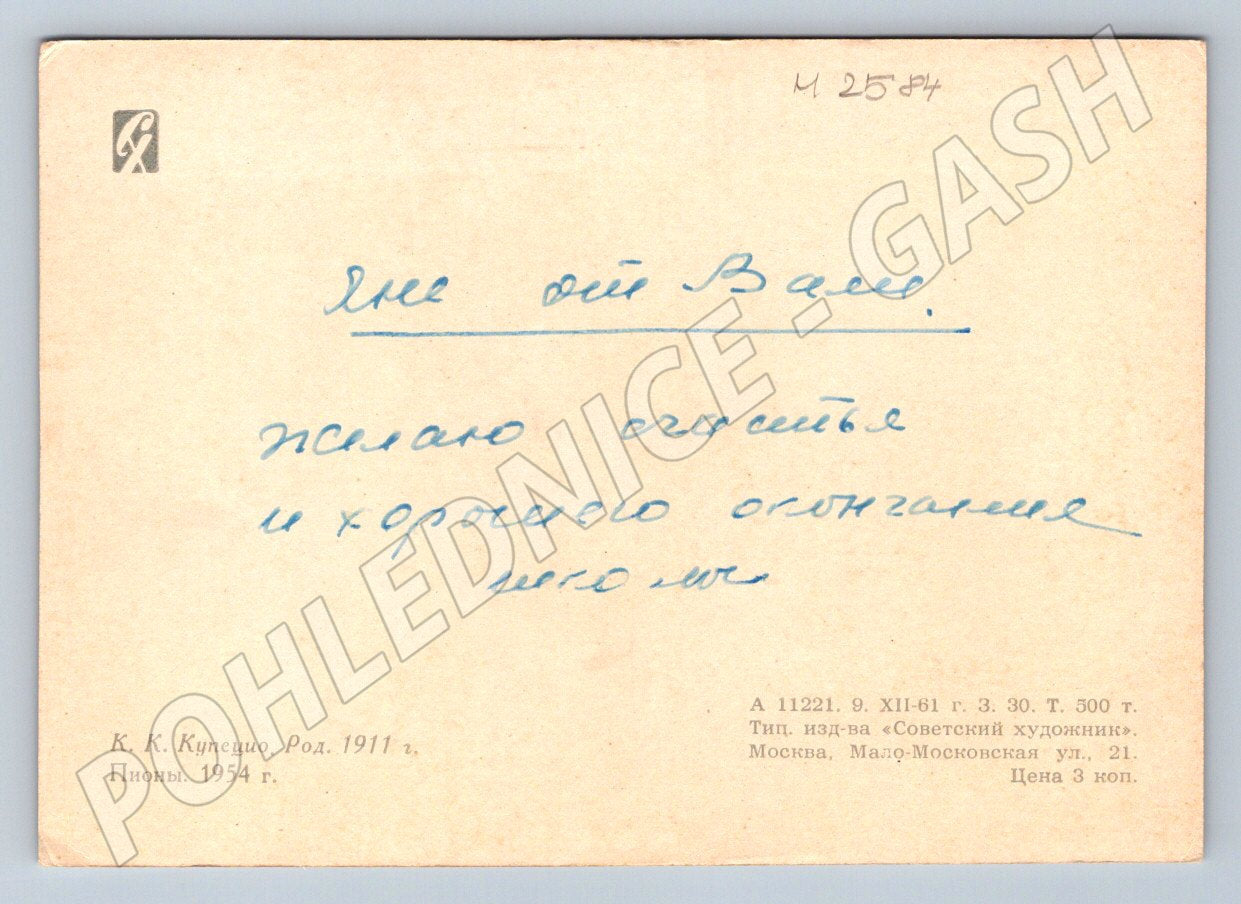 И 2584
СХ
Яне от Вали.
желаю счастья
и хорошего окончания
школы
К. К. Купецио. Род. 1911 г.
Пионы. 1954 г.
А 11221. 9. XII-61 г. З. 30. Т. 500 т.
Тип. изд-ва «Советский художник».
Москва, Мало-Московская ул., 21.
Цена 3 коп.
POHLEDNICE - GASH